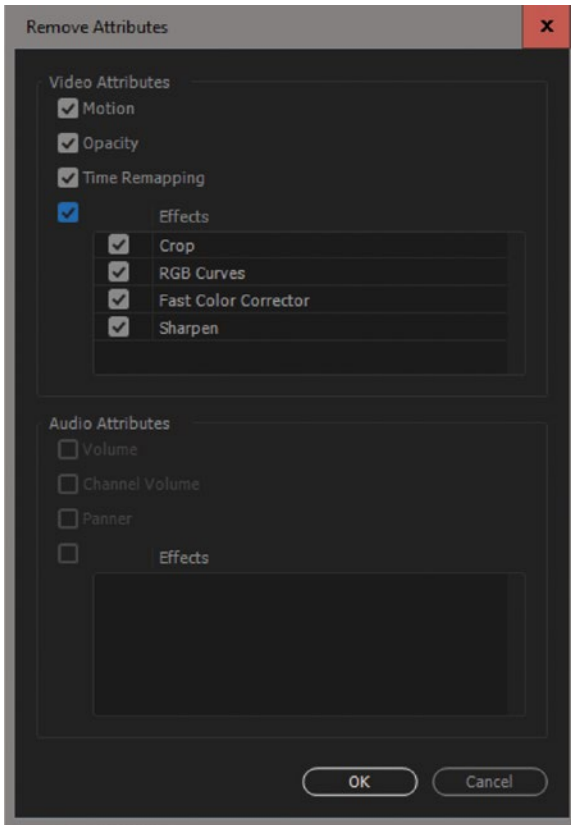 Remove Attributes
Video Attributes
Motion
Opacity
Time Remapping
Effects
Crop
RGB Curves
Fast Color Corrector
Sharpen
Audio Attributes
Volume
Channel Volume
Panner
Effects
OK Cancel